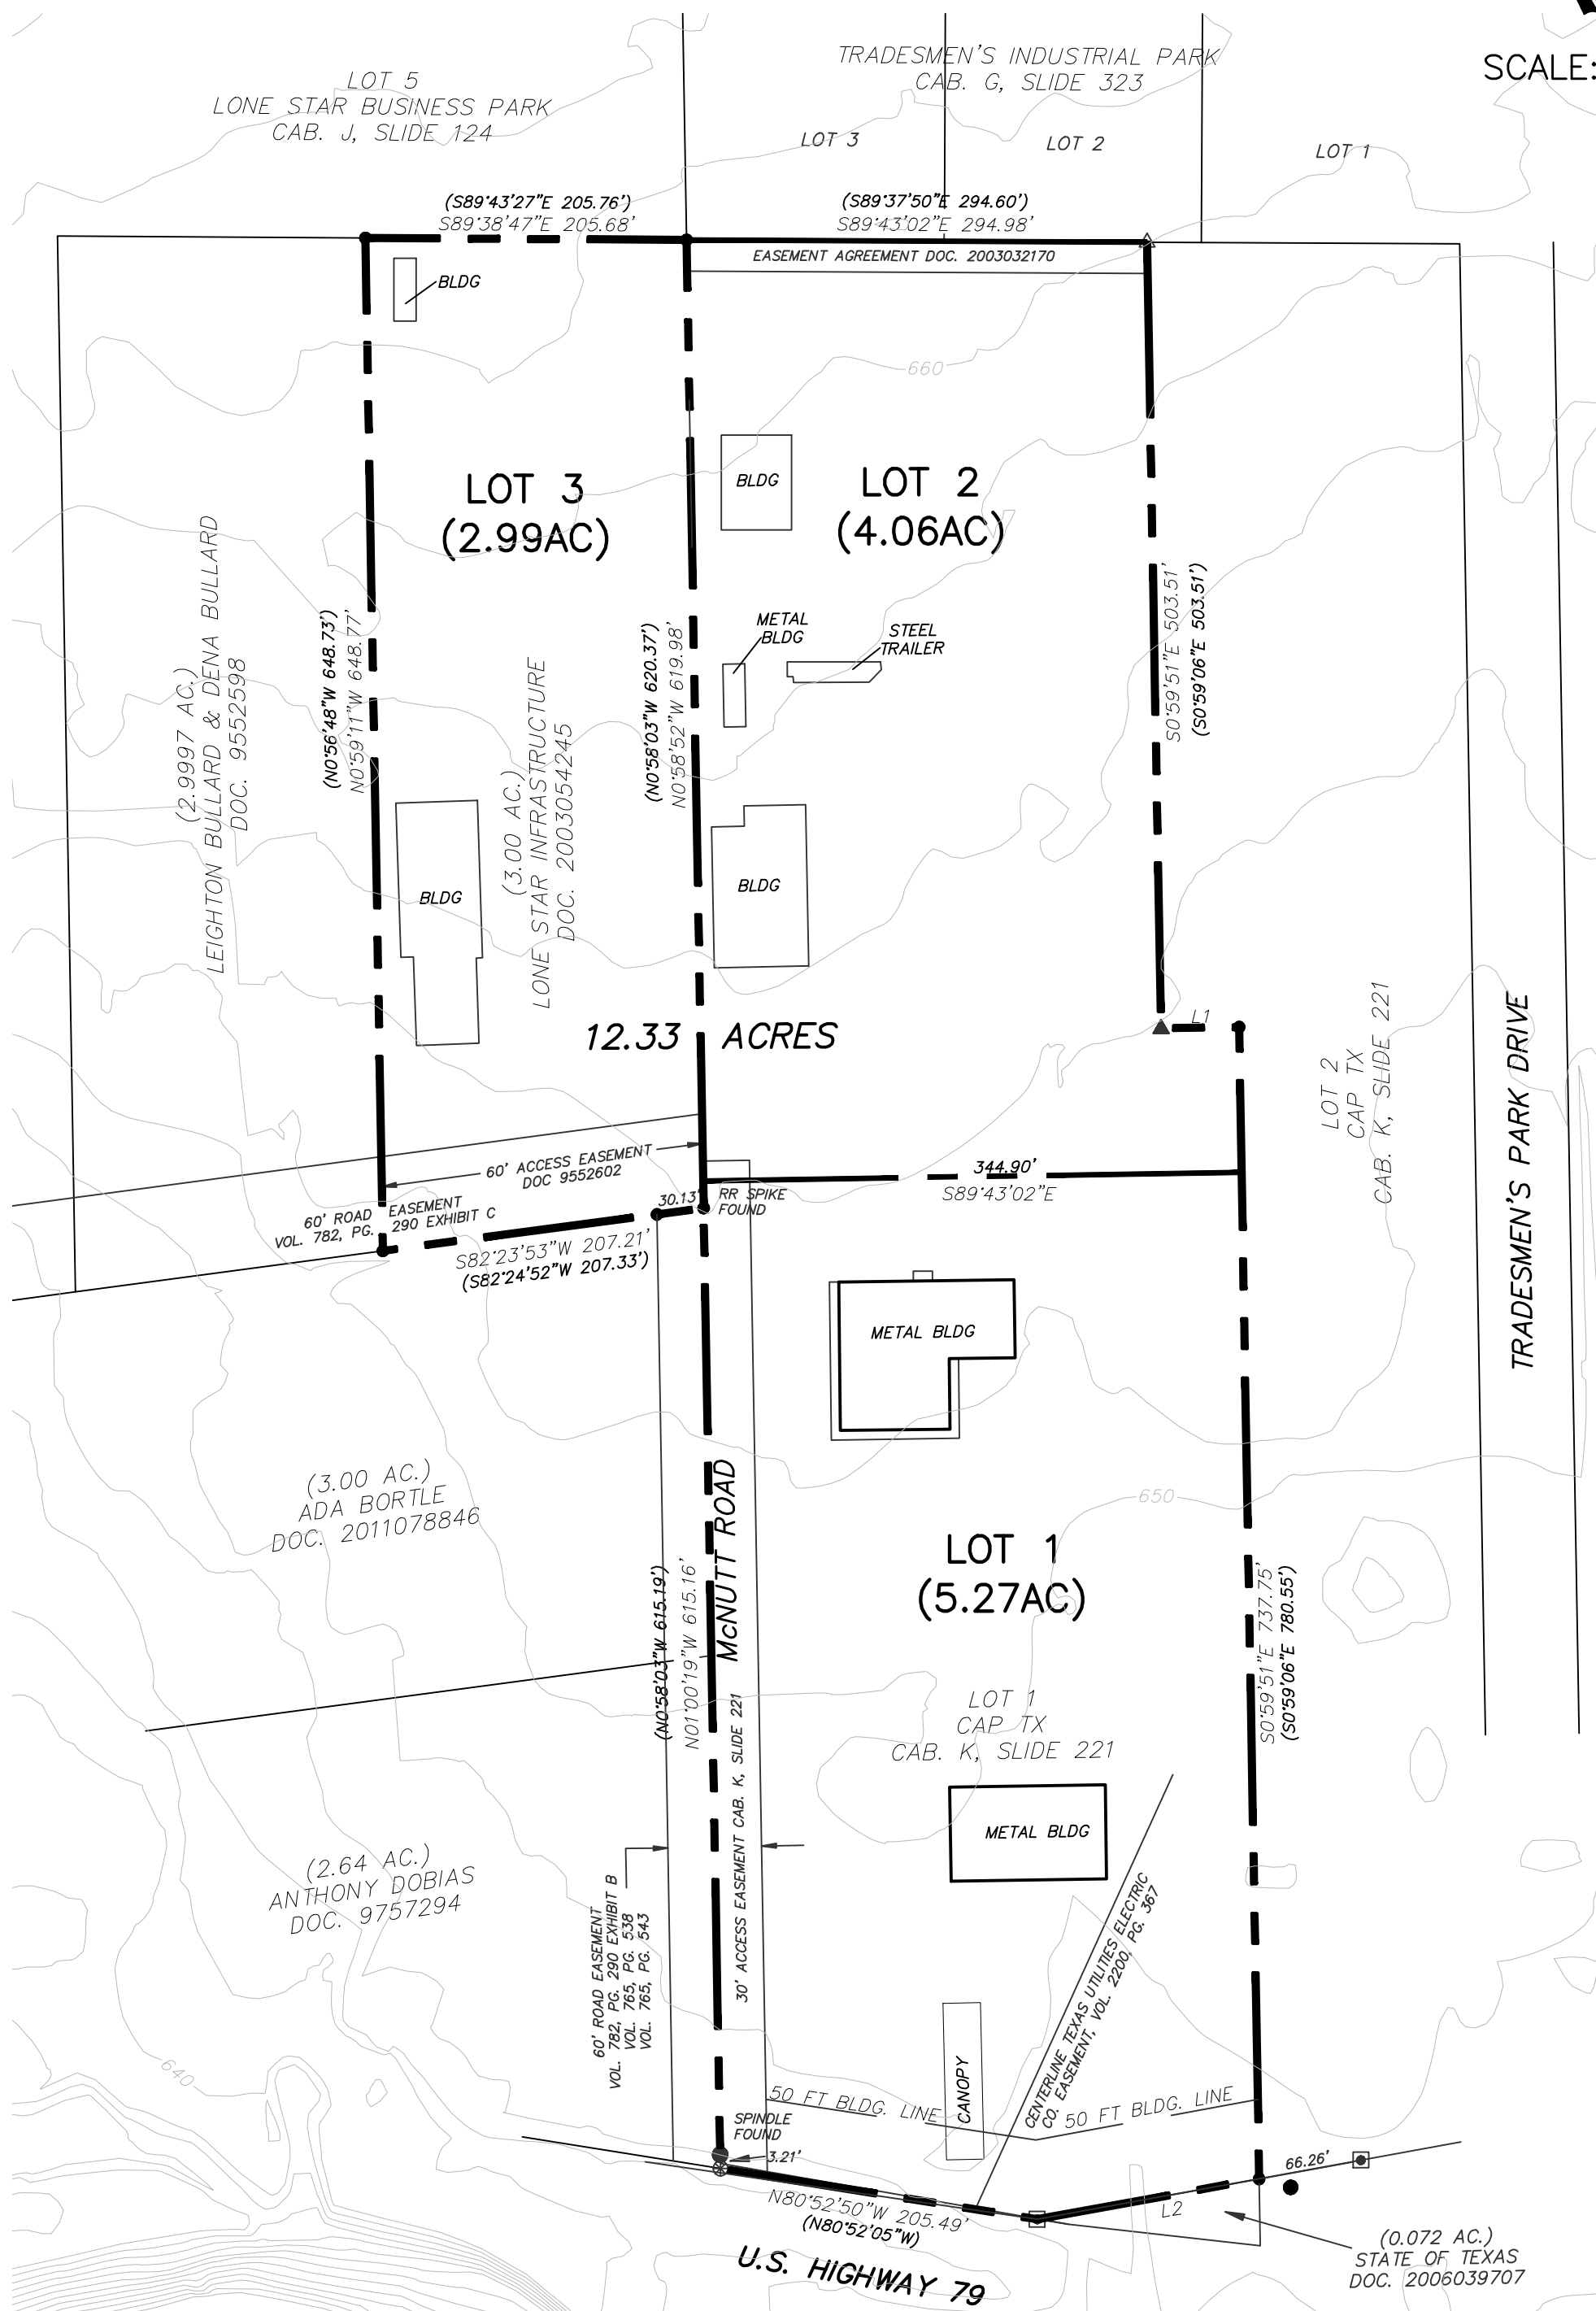 SCALE:
LOT 5
LONE STAR BUSINESS PARK
CAB. J, SLIDE 124
TRADESMEN'S INDUSTRIAL PARK
CAB. G, SLIDE 323
LOT 3
LOT 2
LOT 1
(S89°43'27"E 205.76')
S89°38'47"E 205.68'
(S89°37'50"E 294.60')
S89°43'02"E 294.98'
EASEMENT AGREEMENT DOC. 2003032170
BLDG
660
LOT 3
(2.99AC)
LOT 2
(4.06AC)
BLDG
METAL
BLDG
STEEL
TRAILER
(2.9997 AC.)
LEIGHTON BULLARD & DENA BULLARD
DOC. 9552598
(N0°56'48"W 648.73')
N0°59'11"W 648.77'
(3.00 AC.)
LONE STAR INFRASTRUCTURE
DOC. 2003054245
(N0°58'03"W 620.37')
N0°58'52"W 619.98'
S0°59'51"E 503.51'
(S0°59'06"E 503.51')
BLDG
BLDG
12.33 ACRES
L1
LOT 2
CAP TX
CAB. K, SLIDE 221
TRADESMEN'S PARK DRIVE
60' ACCESS EASEMENT
DOC 9552602
344.90'
S89°43'02"E
30.13'
RR SPIKE
FOUND
60' ROAD EASEMENT
VOL. 782, PG. 290 EXHIBIT C
S82°23'53"W 207.21'
(S82°24'52"W 207.33')
METAL BLDG
(3.00 AC.)
ADA BORTLE
DOC. 2011078846
McNUTT ROAD
650
LOT 1
(5.27AC)
(N0°58'03"W 615.19')
N01°00'19"W 615.16'
S0°59'51"E 737.75'
(S0°59'06"E 780.55')
LOT 1
CAP TX
CAB. K, SLIDE 221
30' ACCESS EASEMENT CAB. K, SLIDE 221
METAL BLDG
(2.64 AC.)
ANTHONY DOBIAS
DOC. 9757294
60' ROAD EASEMENT
VOL. 782, PG. 290 EXHIBIT B
VOL. 765, PG. 538
VOL. 765, PG. 543
CENTERLINE TEXAS UTILITIES ELECTRIC
CO. EASEMENT, VOL. 2200, PG. 367
640
CANOPY
50 FT BLDG. LINE
50 FT BLDG. LINE
SPINDLE
FOUND
3.21'
66.26'
N80°52'50"W 205.49'
(N80°52'05"W)
L2
U.S. HIGHWAY 79
(0.072 AC.)
STATE OF TEXAS
DOC. 2006039707